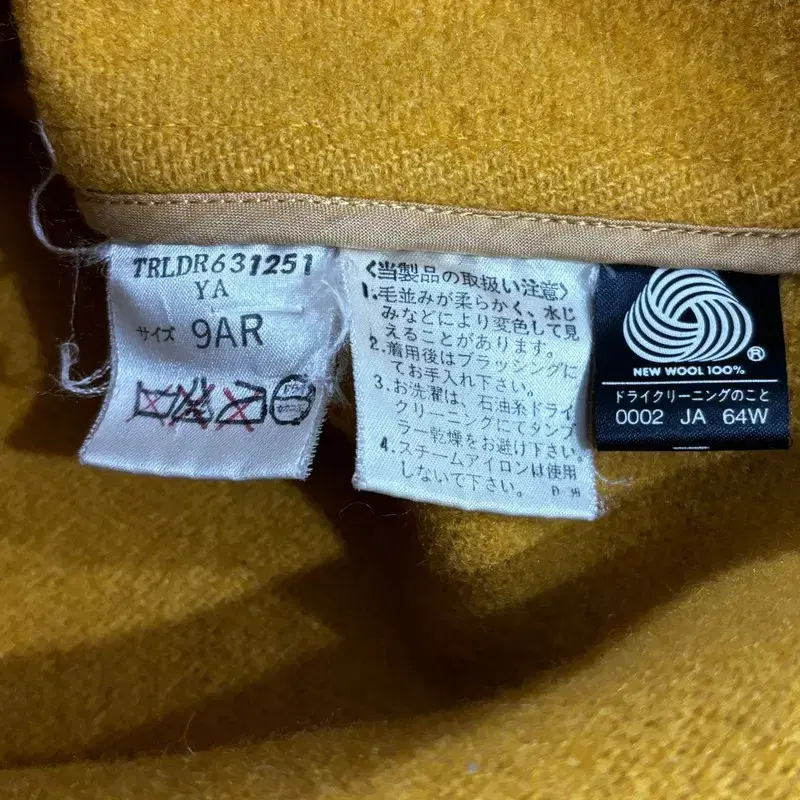 TRLDR631251
YA
サイズ 9AR
〈当製品の取扱い注意〉
1.毛並みが柔らかく、水じ
みなどにより変色して見
えることがあります。
2.着用後はブラッシングに
てお手入れ下さい。
3.お洗濯は、石油系ドライ
クリーニングにてタンブ
ラー乾燥をお避け下さい。
4.スチームアイロンは使用
しないで下さい。
NEW WOOL 100%
ドライクリーニングのこと
0002 JA 64W